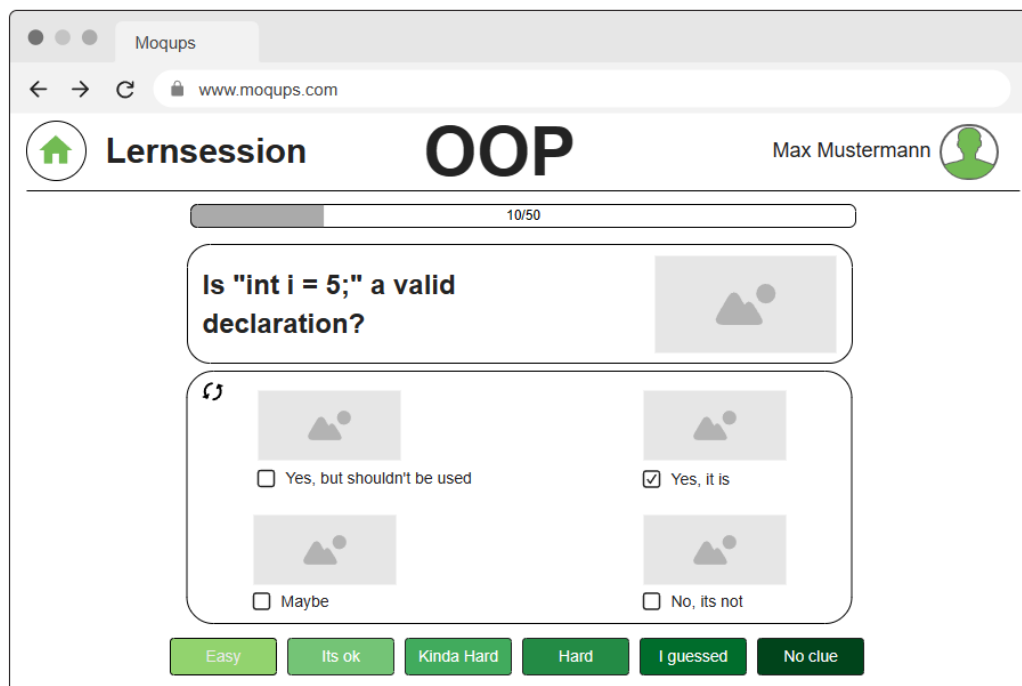 Moqups
www.moqups.com
Lernsession
OOP
Max Mustermann
10/50
Is "int i = 5;" a valid
declaration?
Yes, but shouldn't be used
Yes, it is
Maybe
No, its not
Easy
Its ok
Kinda Hard
Hard
I guessed
No clue